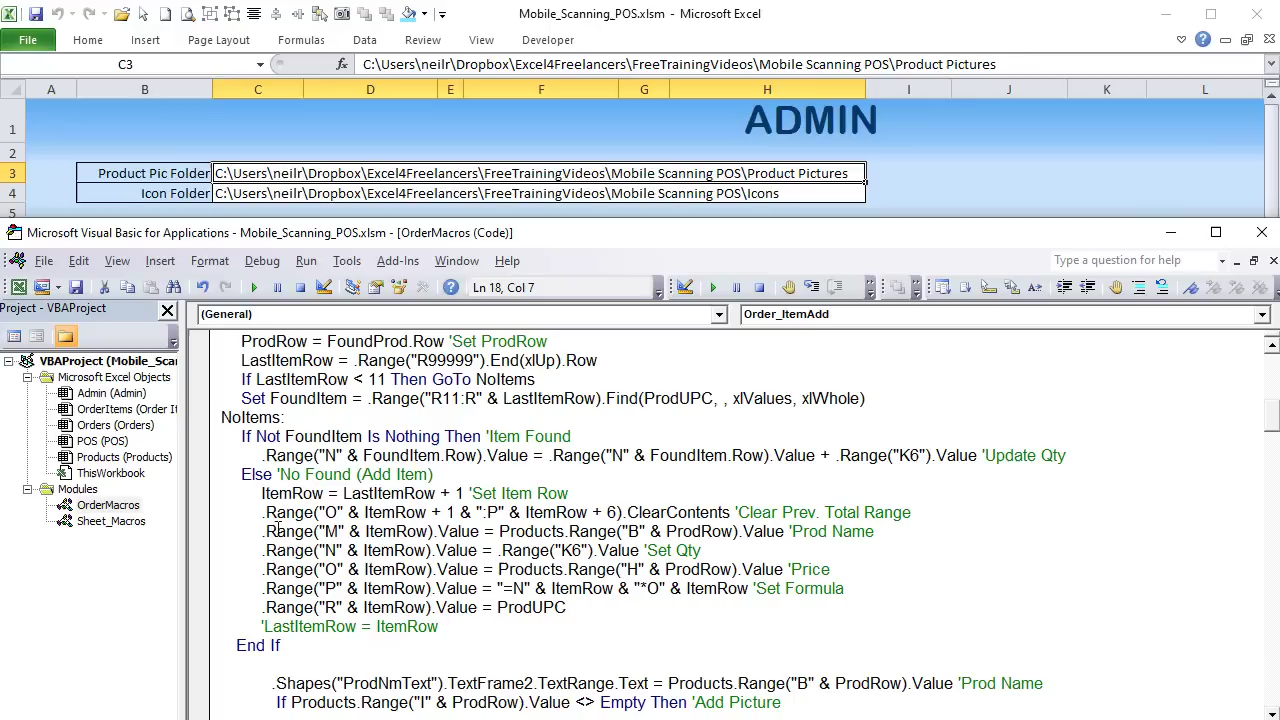 Mobile_Scanning_POS.xlsm - Microsoft Excel
File Home Insert Page Layout Formulas Data Review View Developer
C3 fx C:\Users\neilr\Dropbox\Excel4Freelancers\FreeTrainingVideos\Mobile Scanning POS\Product Pictures
A B C D E F G H I J K L
1 ADMIN
2
3 Product Pic Folder C:\Users\neilr\Dropbox\Excel4Freelancers\FreeTrainingVideos\Mobile Scanning POS\Product Pictures
4 Icon Folder C:\Users\neilr\Dropbox\Excel4Freelancers\FreeTrainingVideos\Mobile Scanning POS\Icons
5
Microsoft Visual Basic for Applications - Mobile_Scanning_POS.xlsm - [OrderMacros (Code)]
File Edit View Insert Format Debug Run Tools Add-Ins Window Help Type a question for help
Ln 18, Col 7
Project - VBAProject
(General) Order_ItemAdd
VBAProject (Mobile_Scar
Microsoft Excel Objects
Admin (Admin)
OrderItems (Order It
Orders (Orders)
POS (POS)
Products (Products)
ThisWorkbook
Modules
OrderMacros
Sheet_Macros
ProdRow = FoundProd.Row 'Set ProdRow
LastItemRow = .Range("R99999").End(xlUp).Row
If LastItemRow < 11 Then GoTo NoItems
Set FoundItem = .Range("R11:R" & LastItemRow).Find(ProdUPC, , xlValues, xlWhole)
NoItems:
If Not FoundItem Is Nothing Then 'Item Found
.Range("N" & FoundItem.Row).Value = .Range("N" & FoundItem.Row).Value + .Range("K6").Value 'Update Qty
Else 'No Found (Add Item)
ItemRow = LastItemRow + 1 'Set Item Row
.Range("O" & ItemRow + 1 & ":P" & ItemRow + 6).ClearContents 'Clear Prev. Total Range
.Range("M" & ItemRow).Value = Products.Range("B" & ProdRow).Value 'Prod Name
.Range("N" & ItemRow).Value = .Range("K6").Value 'Set Qty
.Range("O" & ItemRow).Value = Products.Range("H" & ProdRow).Value 'Price
.Range("P" & ItemRow).Value = "=N" & ItemRow & "*O" & ItemRow 'Set Formula
.Range("R" & ItemRow).Value = ProdUPC
'LastItemRow = ItemRow
End If
.Shapes("ProdNmText").TextFrame2.TextRange.Text = Products.Range("B" & ProdRow).Value 'Prod Name
If Products.Range("I" & ProdRow).Value <> Empty Then 'Add Picture